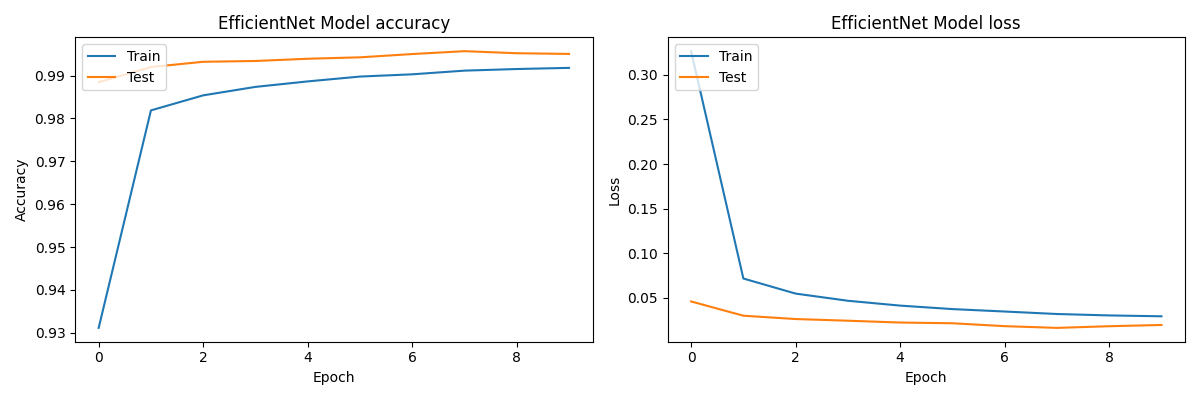 EfficientNet Model accuracy
Train
Test
0.99
0.98
0.97
0.96
0.95
0.94
0.93
Accuracy
0 2 4 6 8
Epoch
EfficientNet Model loss
Train
Test
0.30
0.25
0.20
0.15
0.10
0.05
Loss
0 2 4 6 8
Epoch